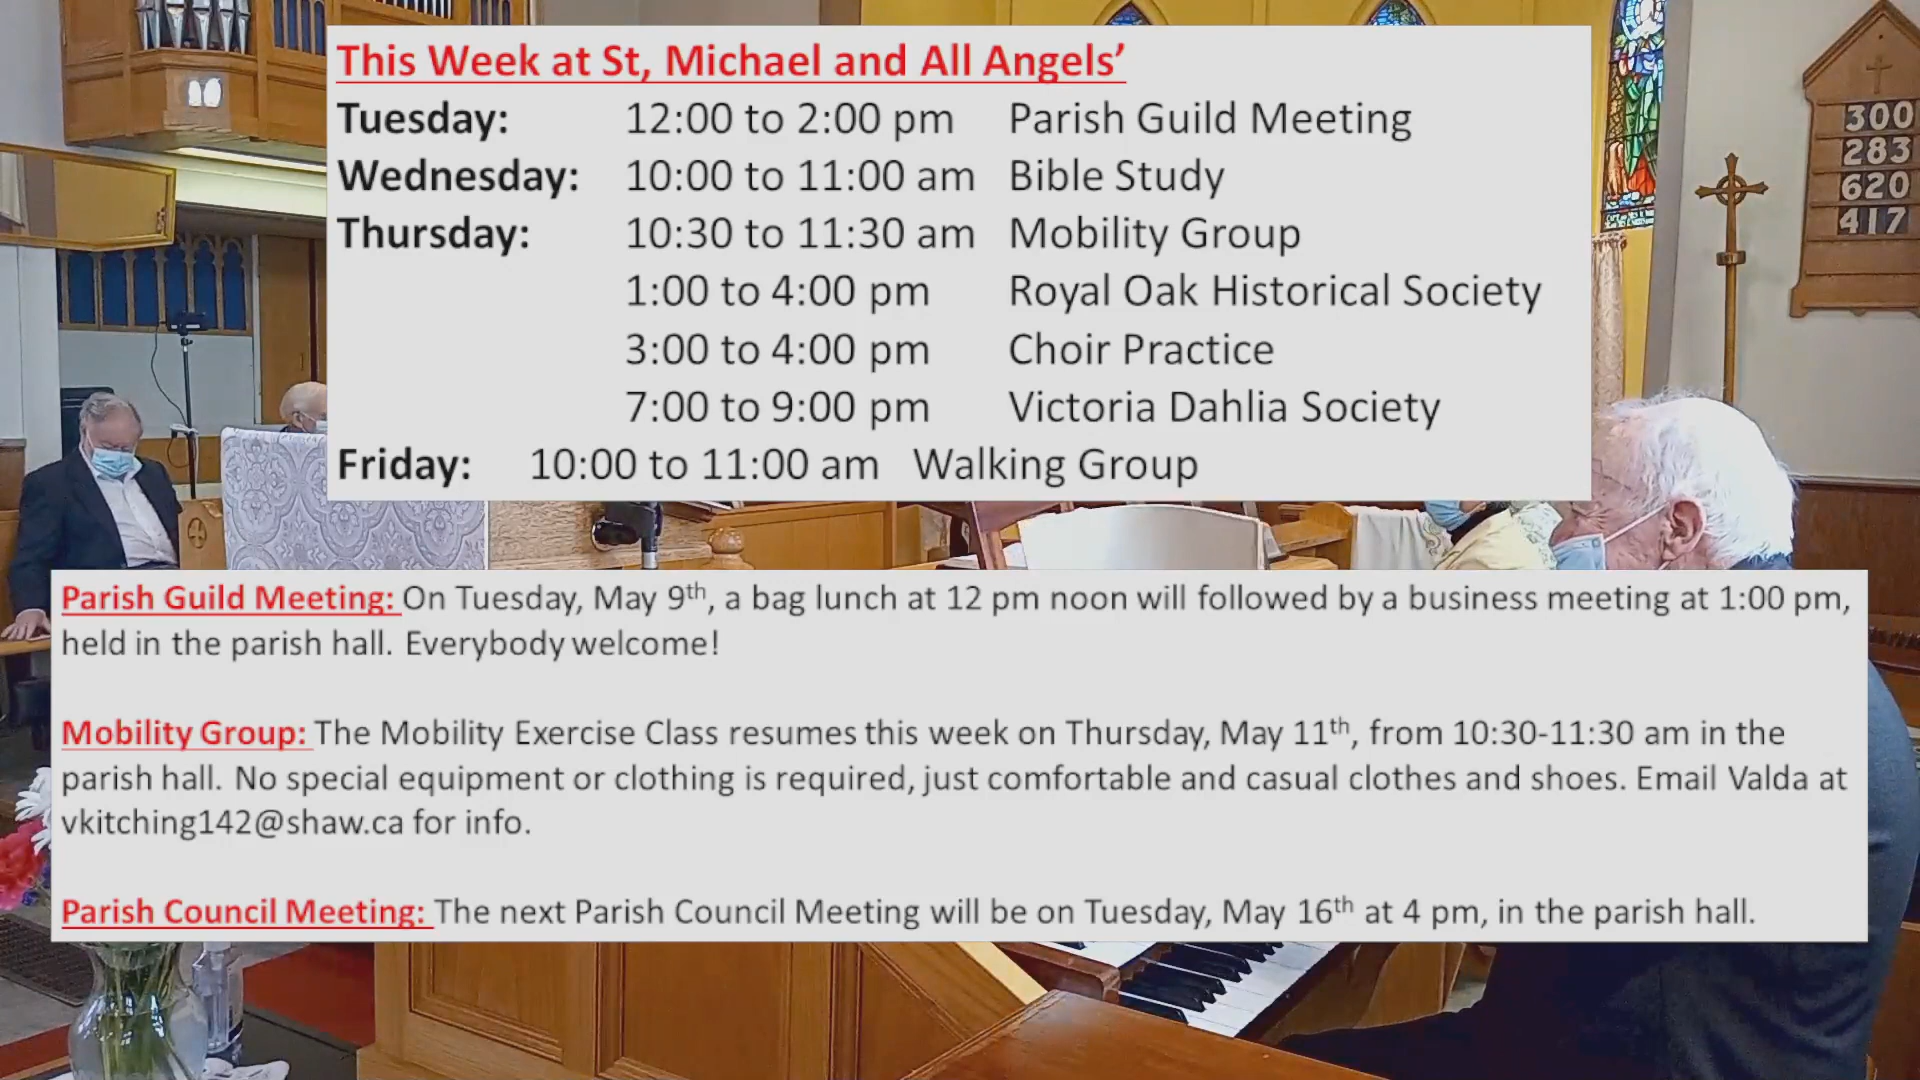 This Week at St, Michael and All Angels’
Tuesday: 12:00 to 2:00 pm Parish Guild Meeting
Wednesday: 10:00 to 11:00 am Bible Study
Thursday: 10:30 to 11:30 am Mobility Group
1:00 to 4:00 pm Royal Oak Historical Society
3:00 to 4:00 pm Choir Practice
7:00 to 9:00 pm Victoria Dahlia Society
Friday: 10:00 to 11:00 am Walking Group
300
283
620
417
Parish Guild Meeting: On Tuesday, May 9th, a bag lunch at 12 pm noon will followed by a business meeting at 1:00 pm,
held in the parish hall. Everybody welcome!
Mobility Group: The Mobility Exercise Class resumes this week on Thursday, May 11th, from 10:30-11:30 am in the
parish hall. No special equipment or clothing is required, just comfortable and casual clothes and shoes. Email Valda at
vkitching142@shaw.ca for info.
Parish Council Meeting: The next Parish Council Meeting will be on Tuesday, May 16th at 4 pm, in the parish hall.